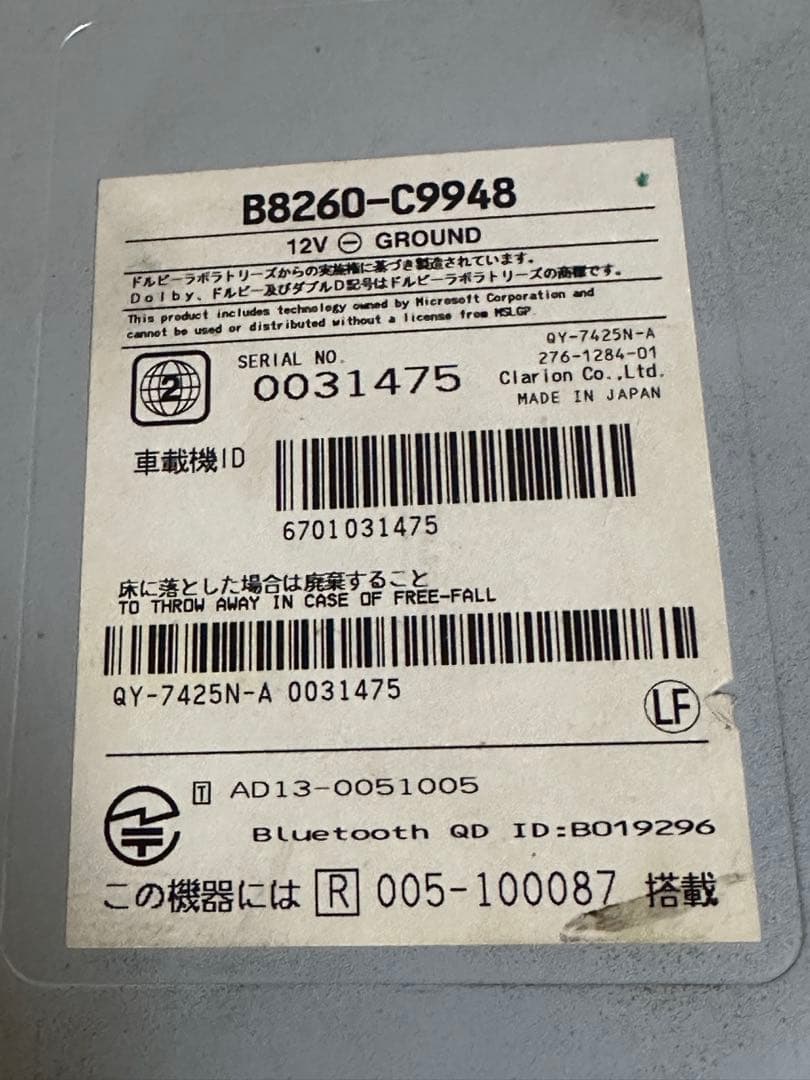 B8260-C9948
12V ⊖ GROUND
ドルビーラボラトリーズからの実施権に基づき製造されています。
Dolby、ドルビー及びダブルD記号はドルビーラボラトリーズの商標です。
This product includes technology owned by Microsoft Corporation and
cannot be used or distributed without a license from MSLGP.
QY-7425N-A
276-1284-01
Clarion Co.,Ltd.
MADE IN JAPAN
2
SERIAL NO.
0031475
車載機ID
6701031475
床に落とした場合は廃棄すること
TO THROW AWAY IN CASE OF FREE-FALL
QY-7425N-A 0031475
LF
T AD13-0051005
Bluetooth QD ID:B019296
この機器には R 005-100087 搭載